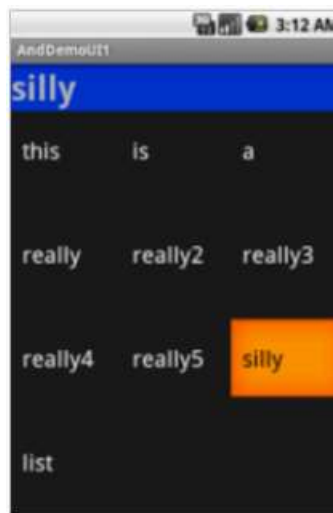 3:12 AM
AndDemoUI1
silly
this is a
really really2 really3
really4 really5 silly
list